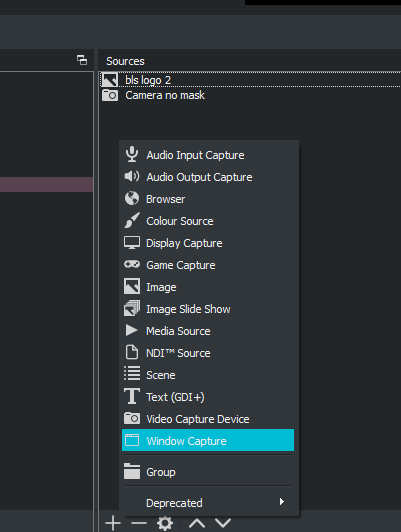 Sources
bls logo 2
Camera no mask
Audio Input Capture
Audio Output Capture
Browser
Colour Source
Display Capture
Game Capture
Image
Image Slide Show
Media Source
NDI™ Source
Scene
Text (GDI+)
Video Capture Device
Window Capture
Group
Deprecated